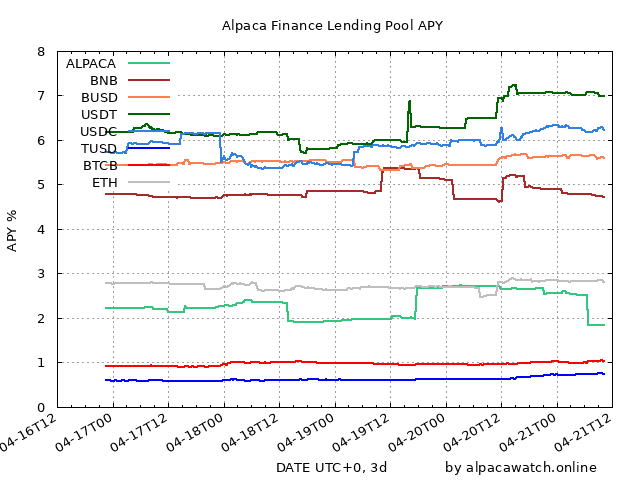 Alpaca Finance Lending Pool APY
8
7
6
5
4
3
2
1
0
APY %
ALPACA
BNB
BUSD
USDT
USDC
TUSD
BTCB
ETH
04-16T12
04-17T00
04-17T12
04-18T00
04-18T12
04-19T00
04-19T12
04-20T00
04-20T12
04-21T00
04-21T12
DATE UTC+0, 3d
by alpacawatch.online